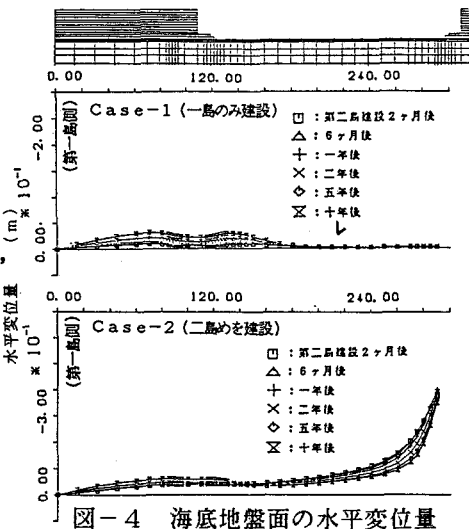 0.00 120.00 240.00
Case-1 (一島のみ建設)
□ : 第二島建設2ヶ月後
△ : 6ヶ月後
+ : 一年後
× : 二年後
◇ : 五年後
: 十年後
(第一島側)
-2.00
0.00
水平変位量 (m)
* 10⁻¹
0.00 120.00 240.00
Case-2 (二島めを建設)
□ : 第二島建設2ヶ月後
△ : 6ヶ月後
+ : 一年後
× : 二年後
◇ : 五年後
: 十年後
(第一島側)
-3.00
0.00
* 10⁻¹
図-4 海底地盤面の水平変位量